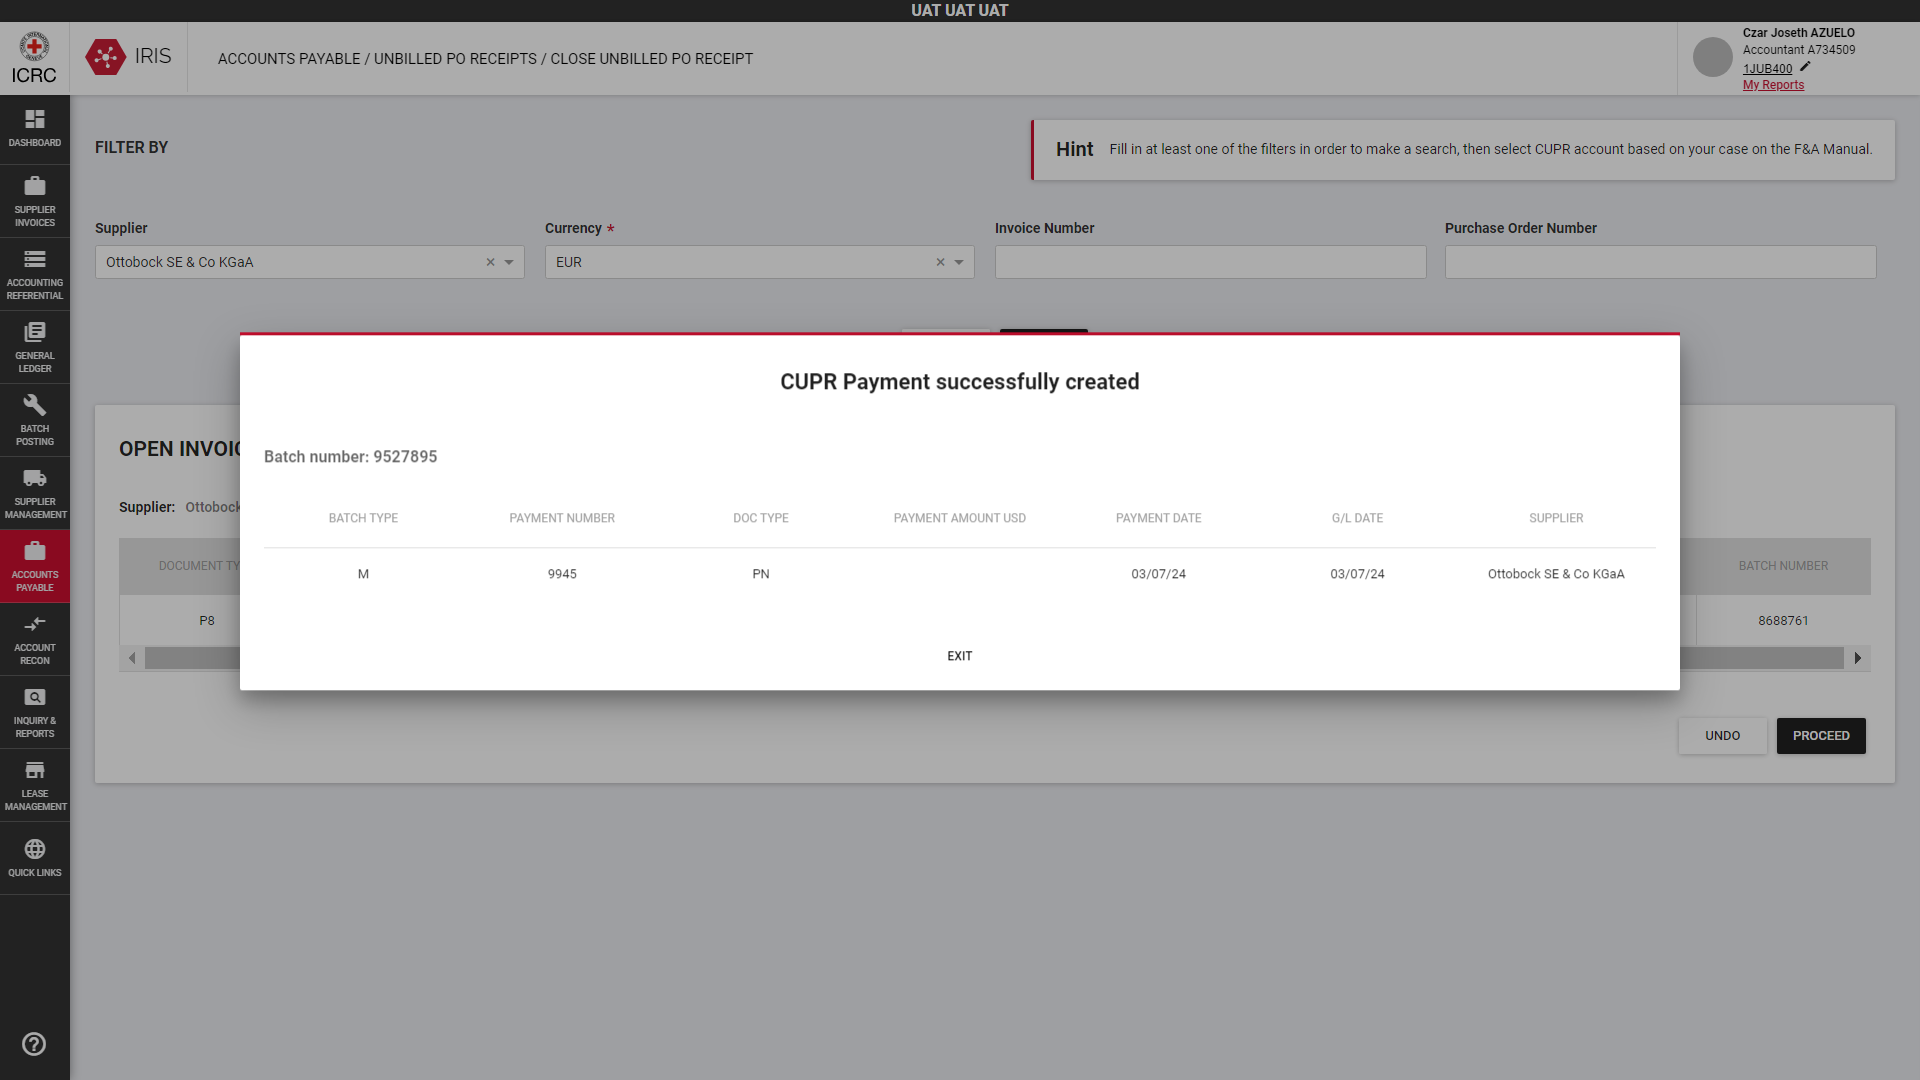 UAT UAT UAT
ICRC
IRIS
ACCOUNTS PAYABLE / UNBILLED PO RECEIPTS / CLOSE UNBILLED PO RECEIPT
Czar Joseth AZUELO
Accountant A734509
1JUB400
My Reports
DASHBOARD
SUPPLIER
INVOICES
ACCOUNTING
REFERENTIAL
GENERAL
LEDGER
BATCH
POSTING
SUPPLIER
MANAGEMENT
ACCOUNTS
PAYABLE
ACCOUNT
RECON
INQUIRY &
REPORTS
LEASE
MANAGEMENT
QUICK LINKS
FILTER BY
Hint Fill in at least one of the filters in order to make a search, then select CUPR account based on your case on the F&A Manual.
Supplier Currency * Invoice Number Purchase Order Number
Ottobock SE & Co KGaA EUR
OPEN INVOIC
Supplier: Ottobock
DOCUMENT TY BATCH NUMBER
P8 8688761
CUPR Payment successfully created
Batch number: 9527895
BATCH TYPE PAYMENT NUMBER DOC TYPE PAYMENT AMOUNT USD PAYMENT DATE G/L DATE SUPPLIER
M 9945 PN 03/07/24 03/07/24 Ottobock SE & Co KGaA
EXIT
UNDO PROCEED